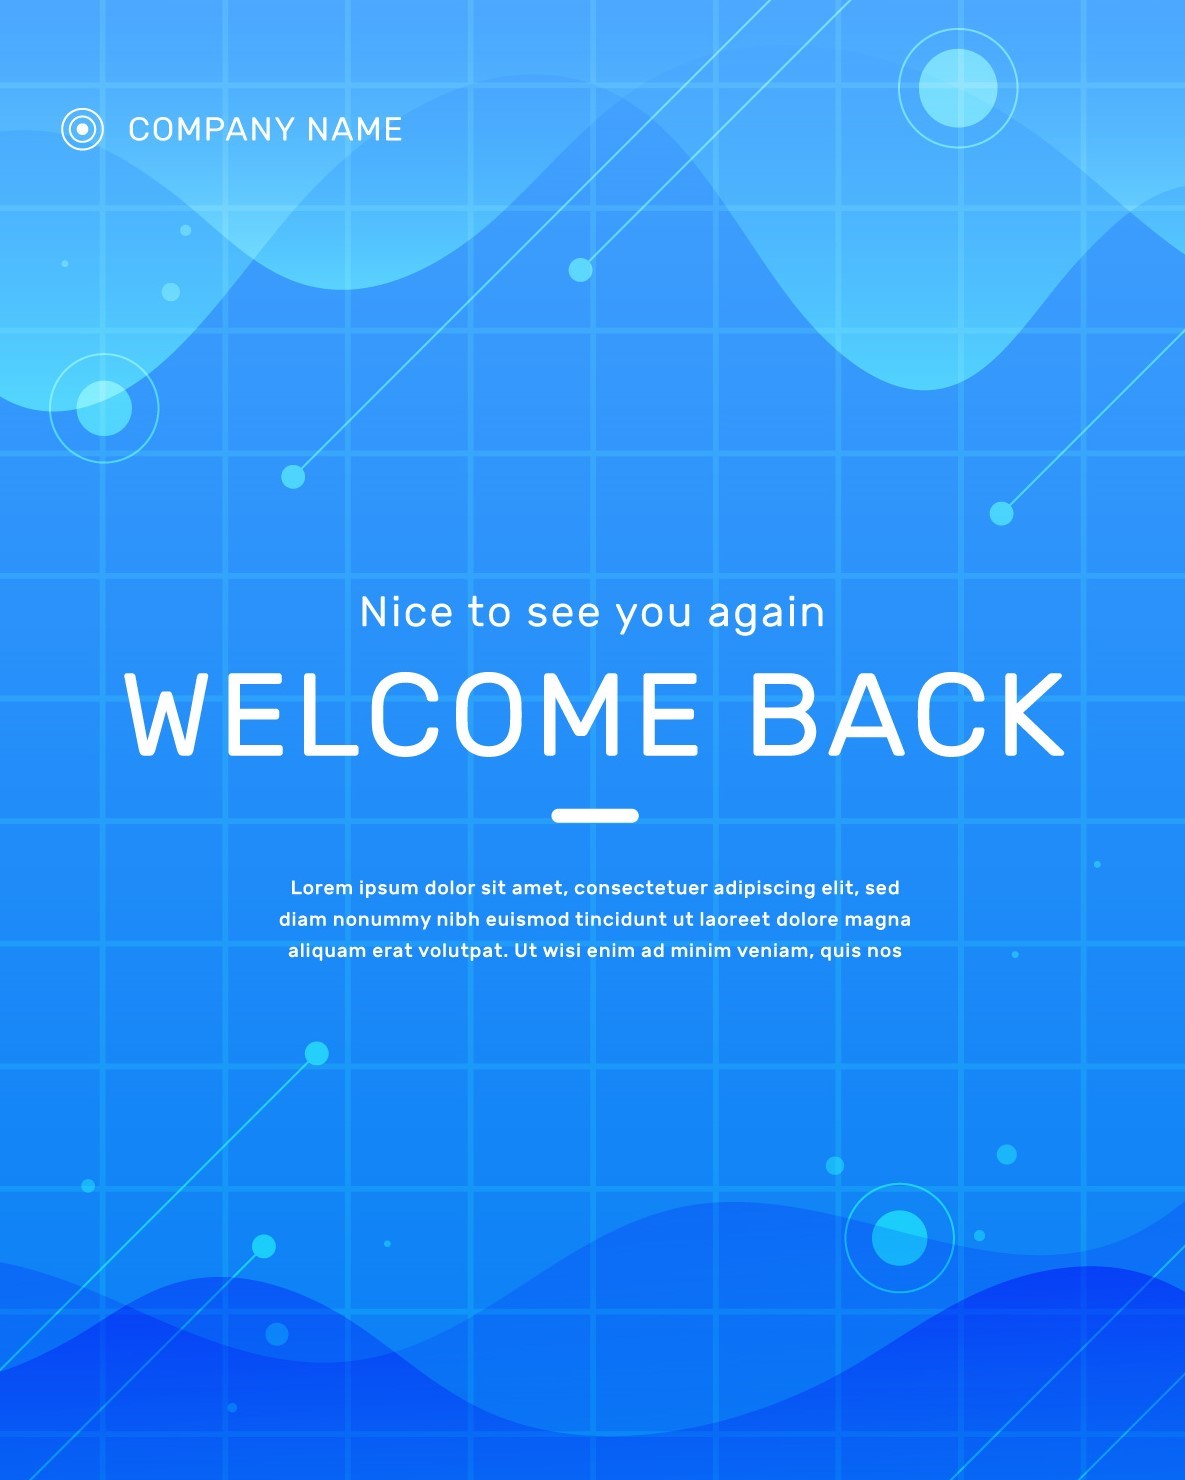 COMPANY NAME
Nice to see you again
WELCOME BACK
Lorem ipsum dolor sit amet, consectetuer adipiscing elit, sed
diam nonummy nibh euismod tincidunt ut laoreet dolore magna
aliquam erat volutpat. Ut wisi enim ad minim veniam, quis nos